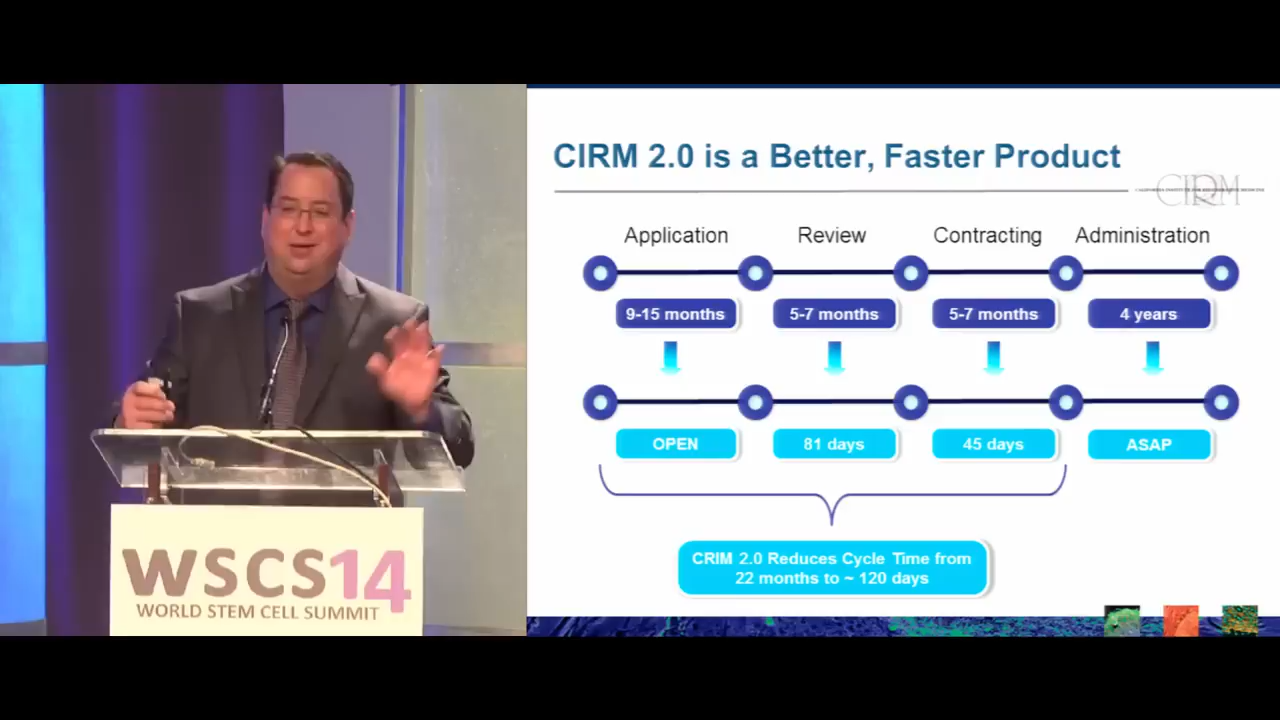 CIRM 2.0 is a Better, Faster Product
CIRM
Application Review Contracting Administration
9-15 months 5-7 months 5-7 months 4 years
OPEN 81 days 45 days ASAP
CRIM 2.0 Reduces Cycle Time from
22 months to ~ 120 days
WSCS14
WORLD STEM CELL SUMMIT